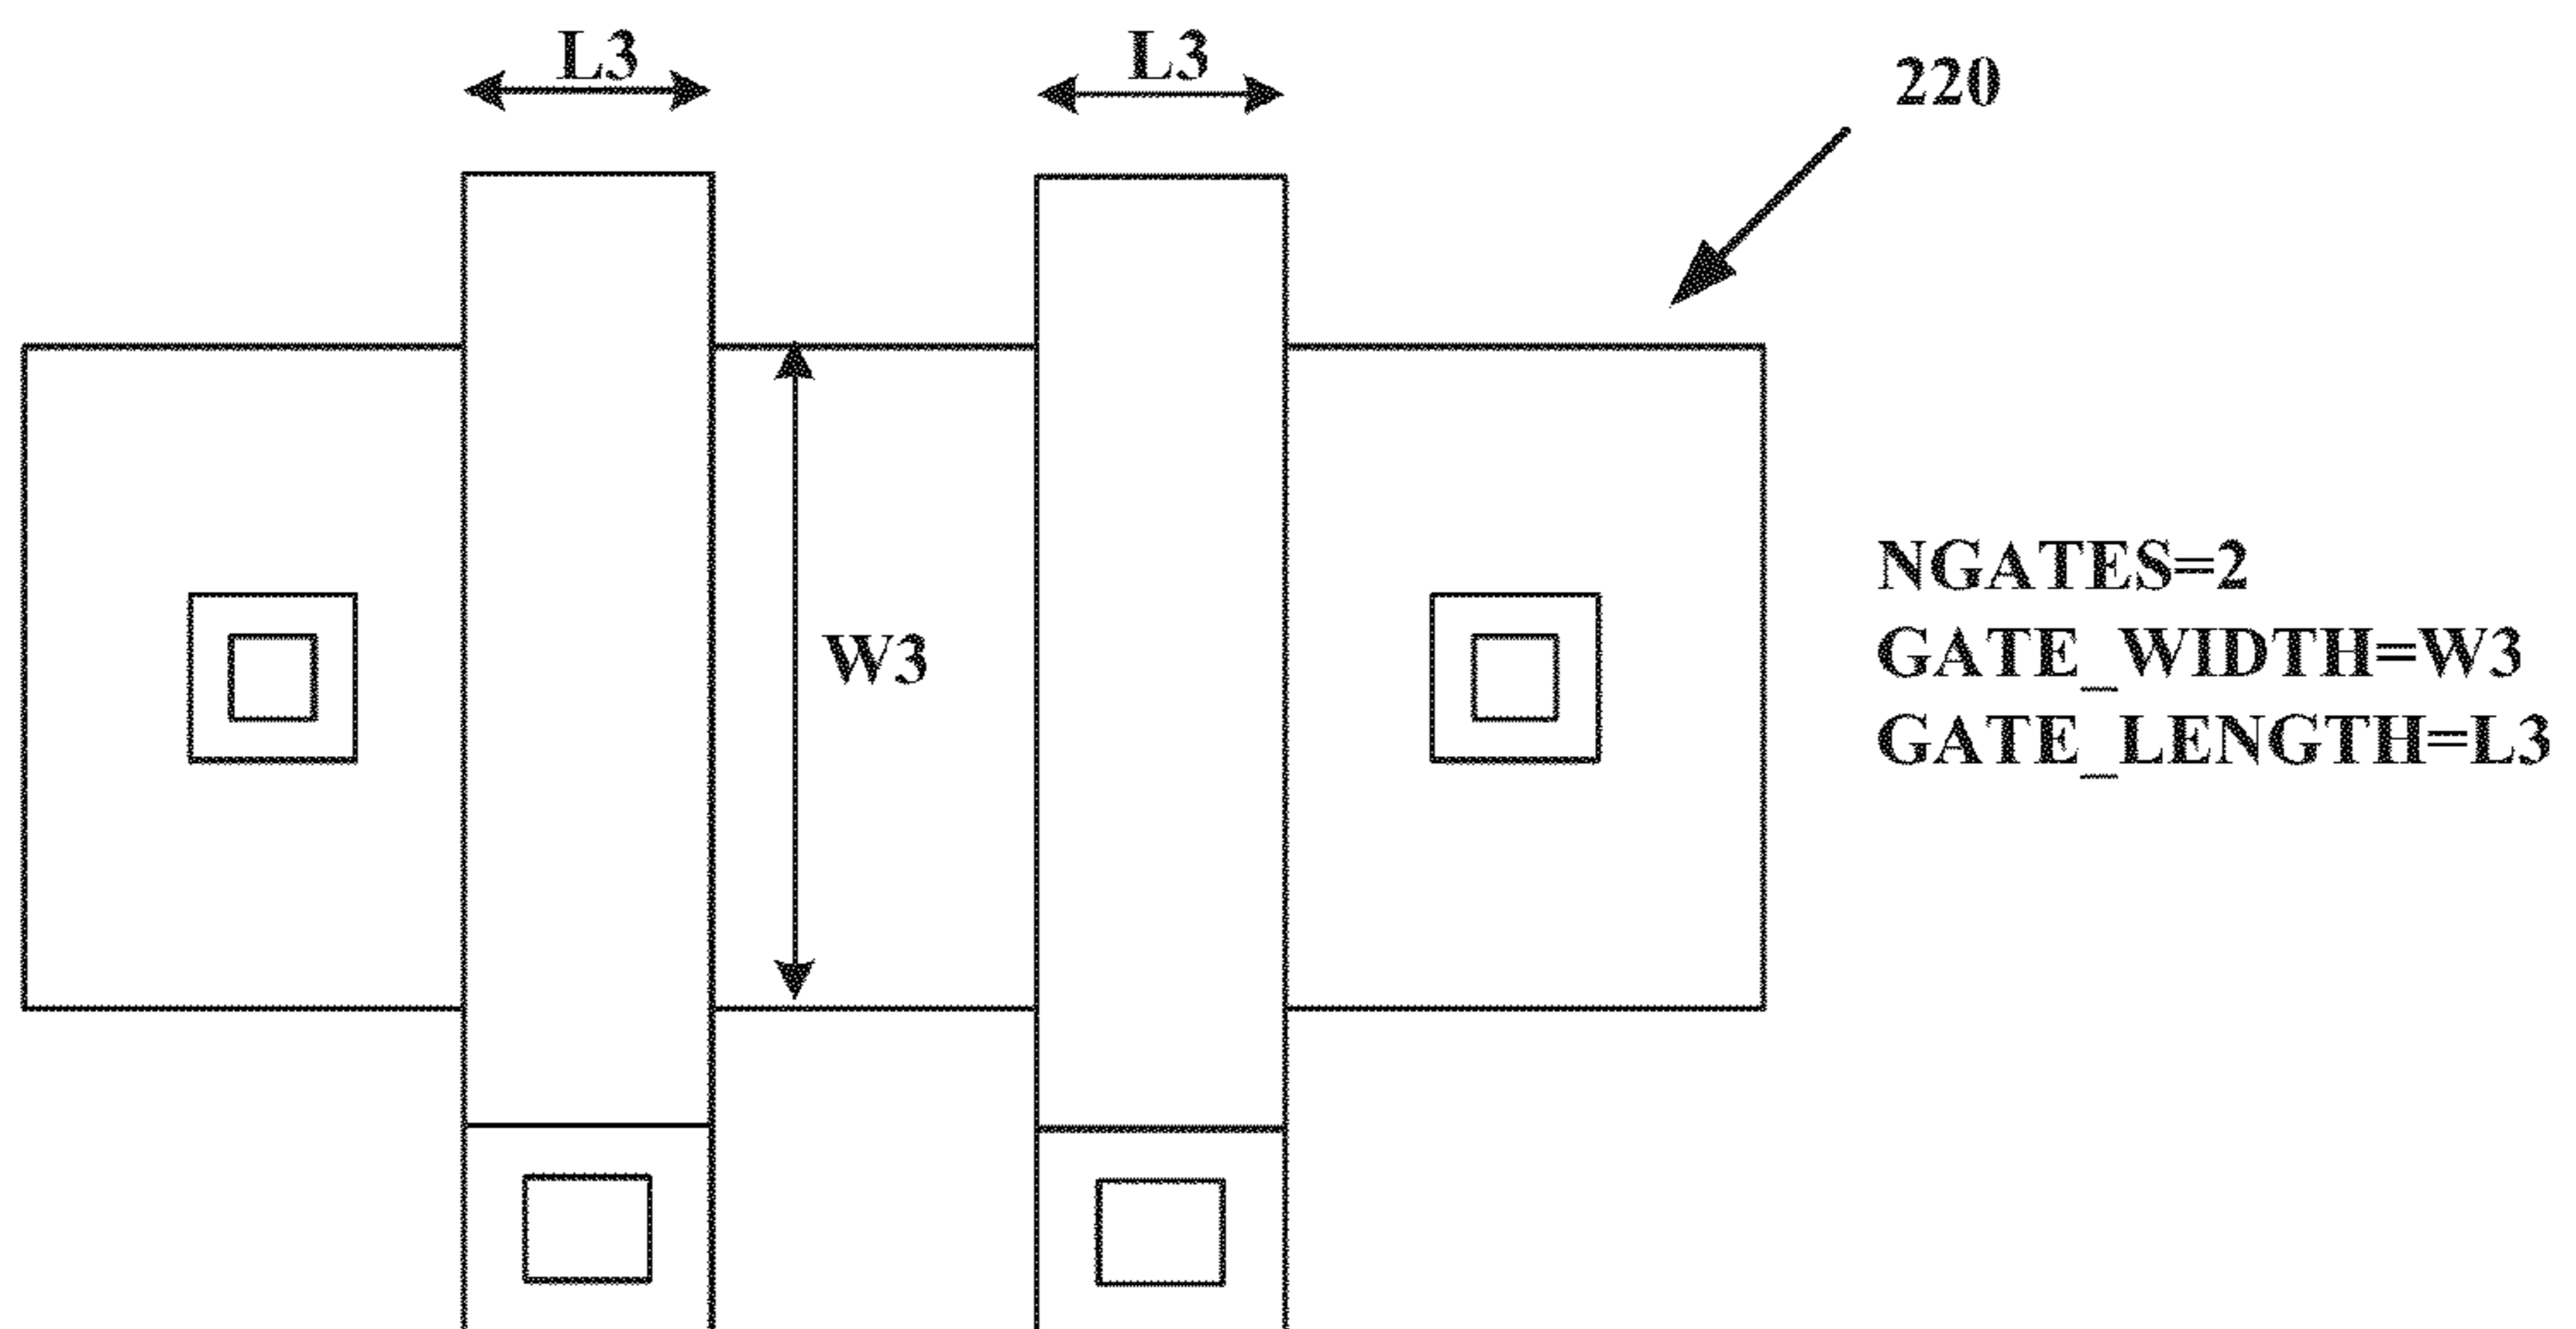 L3
L3
220
W3
NGATES=2
GATE_WIDTH=W3
GATE_LENGTH=L3